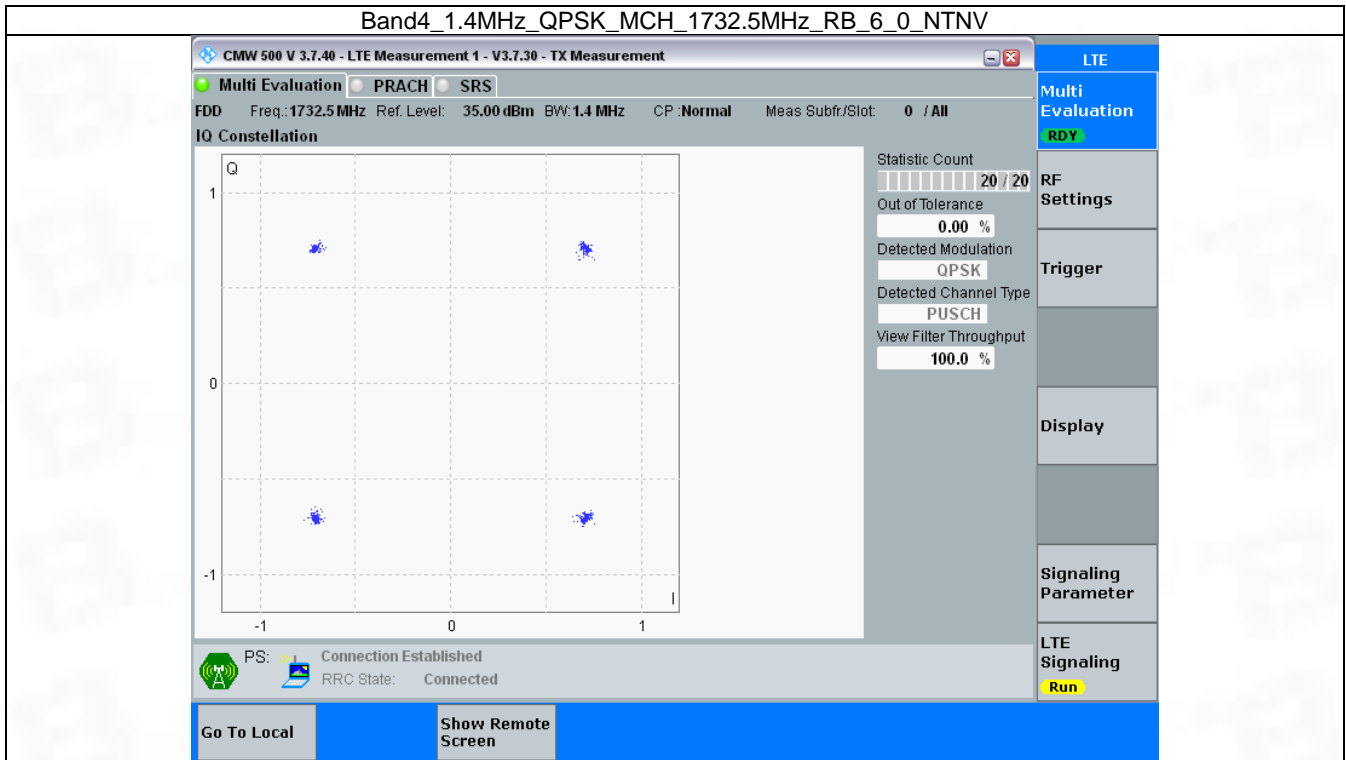 Band4_1.4MHz_QPSK_MCH_1732.5MHz_RB_6_0_NTNV
CMW 500 V 3.7.40 - LTE Measurement 1 - V3.7.30 - TX Measurement
LTE
Multi Evaluation PRACH SRS
FDD Freq.: 1732.5 MHz Ref. Level: 35.00 dBm BW: 1.4 MHz CP : Normal Meas Subfr./Slot: 0 / All
IQ Constellation
Q
1
0
-1
I
-1 0 1
Statistic Count
20 / 20
Out of Tolerance
0.00 %
Detected Modulation
QPSK
Detected Channel Type
PUSCH
View Filter Throughput
100.0 %
Multi
Evaluation
RDY
RF
Settings
Trigger
Display
Signaling
Parameter
LTE
Signaling
Run
PS: Connection Established
RRC State: Connected
Go To Local
Show Remote
Screen